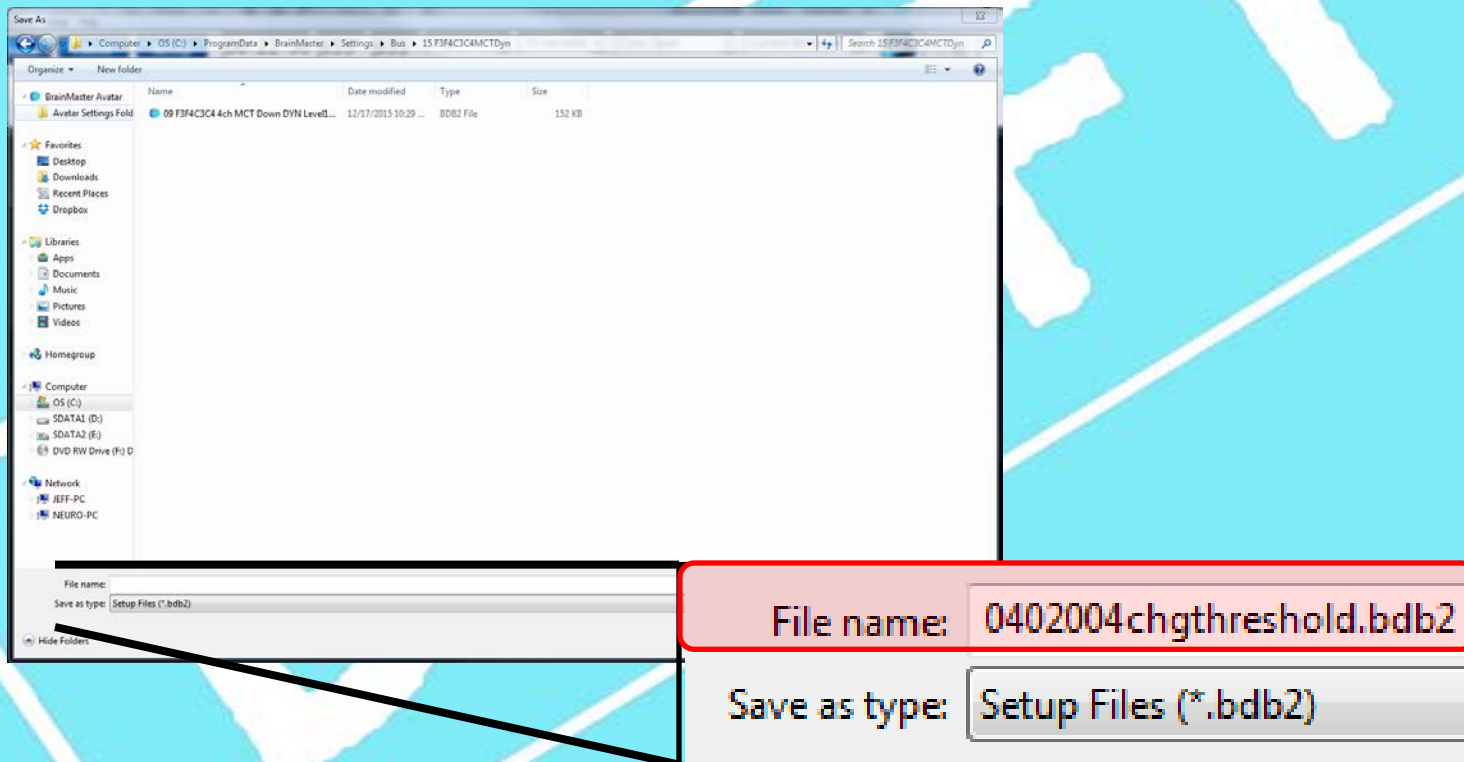 Save As
Computer ▸ OS (C:) ▸ ProgramData ▸ BrainMaster ▸ Settings ▸ Bus ▸ 15 F3F4C3C4MCTDyn
Search 15 F3F4C3C4MCTDyn
Organize
New folder
Name
Date modified
Type
Size
BrainMaster Avatar
Avatar Settings Fold
09 F3F4C3C4 4ch MCT Down DYN Level1...
12/17/2015 10:29 ...
BDB2 File
152 KB
Favorites
Desktop
Downloads
Recent Places
Dropbox
Libraries
Apps
Documents
Music
Pictures
Videos
Homegroup
Computer
OS (C:)
SDATA1 (D:)
SDATA2 (E:)
DVD RW Drive (F:) D
Network
JEFF-PC
NEURO-PC
File name:
Save as type: Setup Files (*.bdb2)
Hide Folders
File name: 0402004chgthreshold.bdb2
Save as type: Setup Files (*.bdb2)